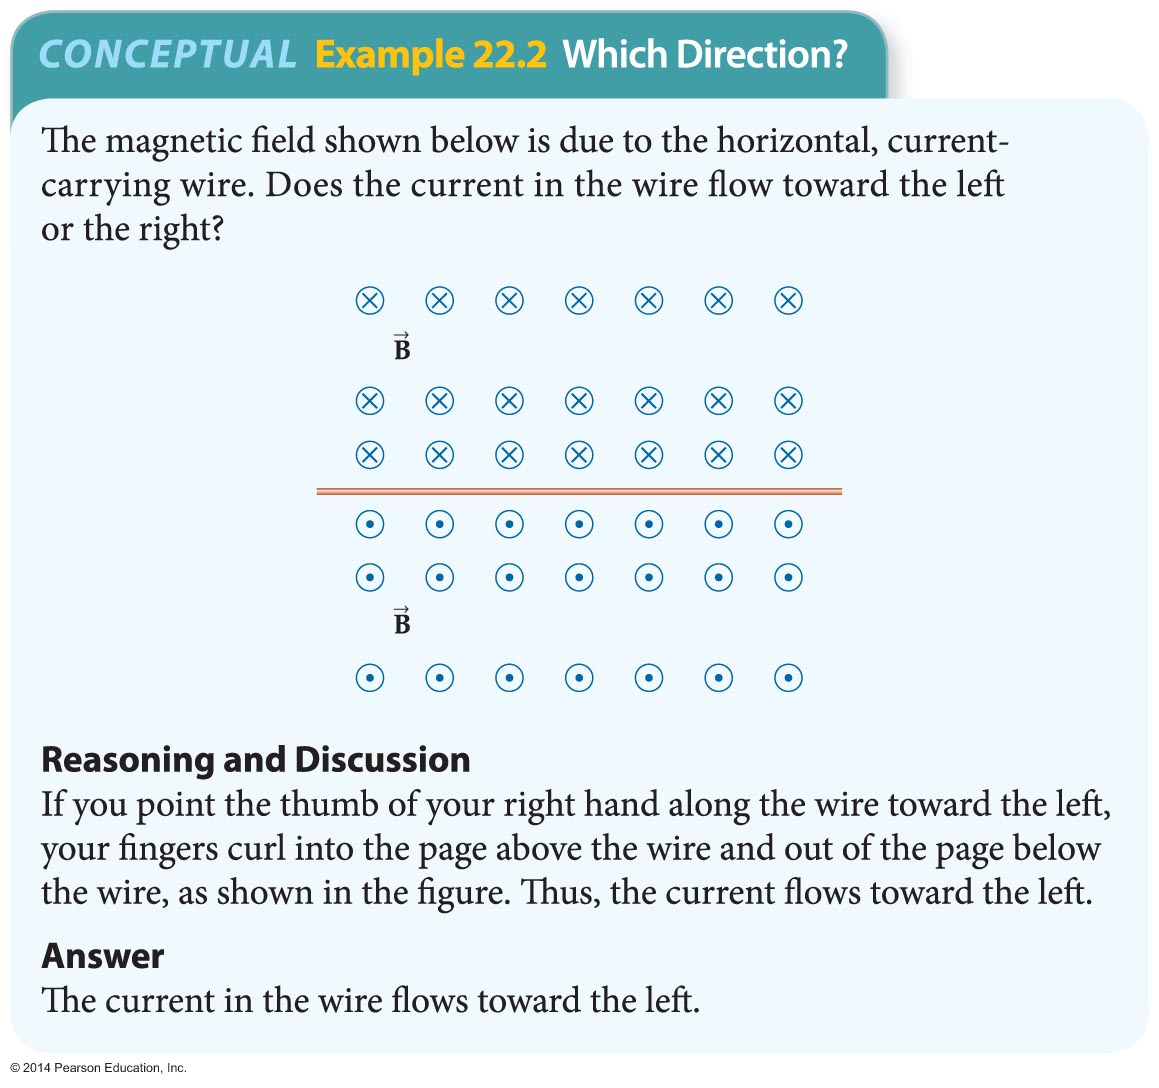 CONCEPTUAL Example 22.2 Which Direction?
The magnetic field shown below is due to the horizontal, current-
carrying wire. Does the current in the wire flow toward the left
or the right?
B⃗
B⃗
Reasoning and Discussion
If you point the thumb of your right hand along the wire toward the left,
your fingers curl into the page above the wire and out of the page below
the wire, as shown in the figure. Thus, the current flows toward the left.
Answer
The current in the wire flows toward the left.
© 2014 Pearson Education, Inc.